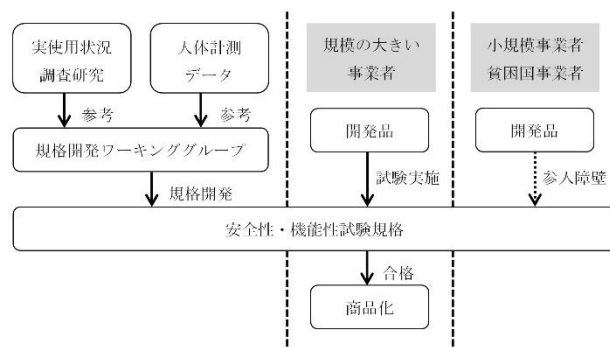 実使用状況
調査研究
人体計測
データ
参考
参考
規格開発ワーキンググループ
規格開発
規模の大きい
事業者
開発品
試験実施
小規模事業者
貧困国事業者
開発品
参入障壁
安全性・機能性試験規格
合格
商品化